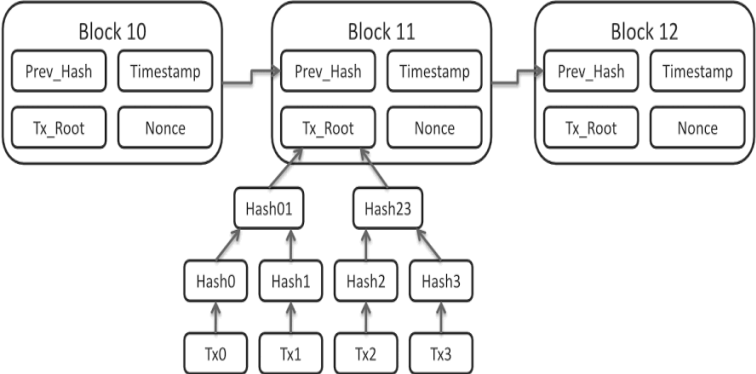 Block 10 Block 11 Block 12
Prev_Hash Timestamp Prev_Hash Timestamp Prev_Hash Timestamp
Tx_Root Nonce Tx_Root Nonce Tx_Root Nonce
Hash01 Hash23
Hash0 Hash1 Hash2 Hash3
Tx0 Tx1 Tx2 Tx3